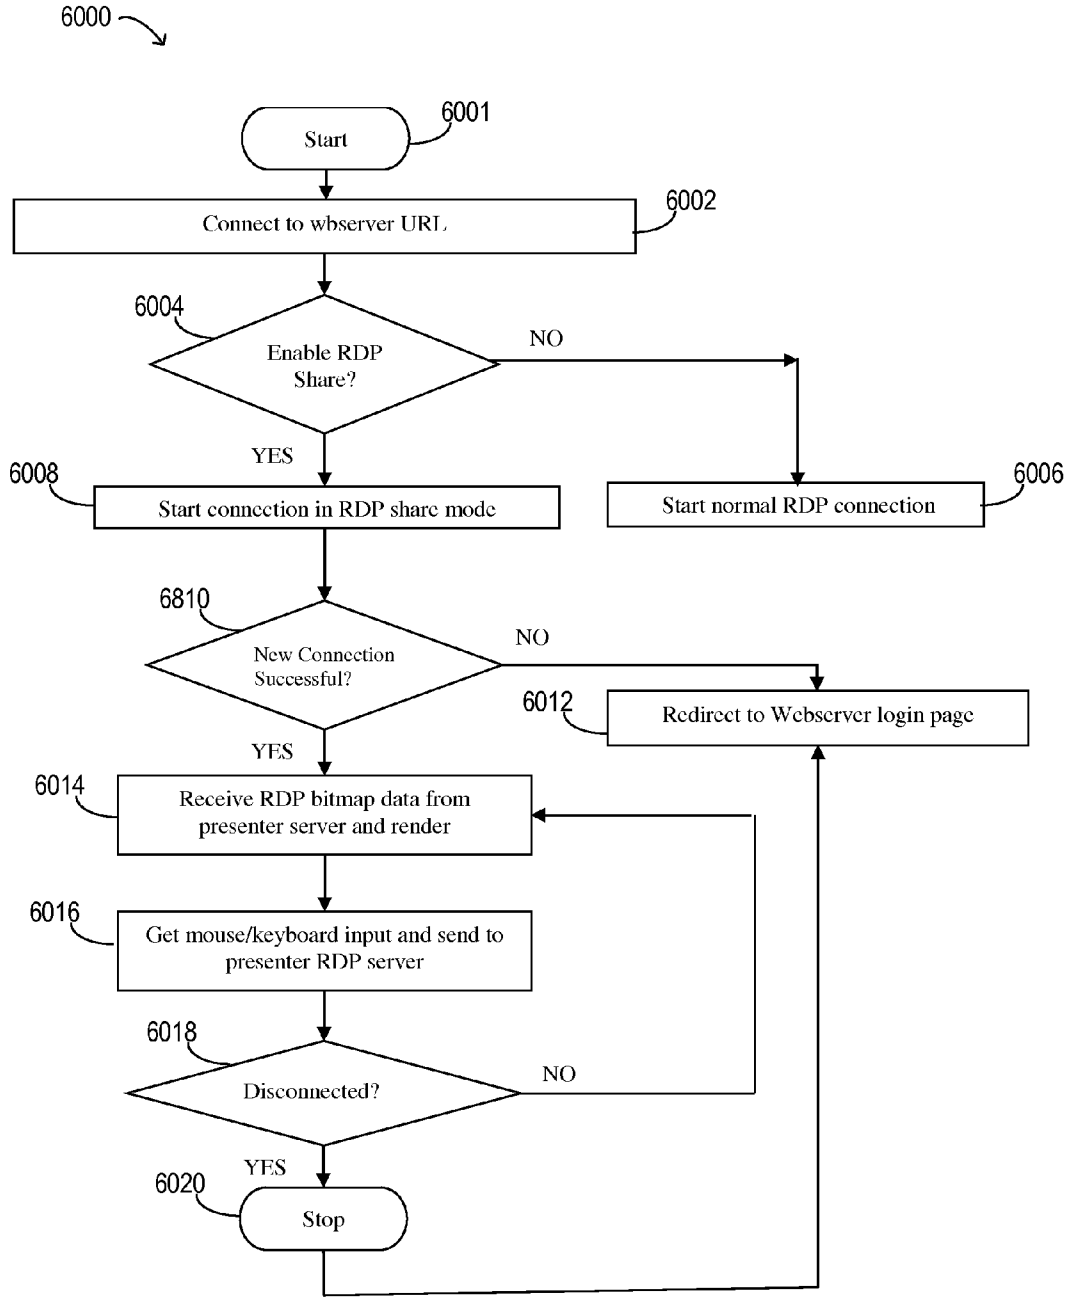 6000
6001
Start
6002
Connect to wbserver URL
6004
Enable RDP
Share?
NO
YES
6008
Start connection in RDP share mode
6006
Start normal RDP connection
6810
New Connection
Successful?
NO
6012
Redirect to Webserver login page
YES
6014
Receive RDP bitmap data from
presenter server and render
6016
Get mouse/keyboard input and send to
presenter RDP server
6018
Disconnected?
NO
YES
6020
Stop